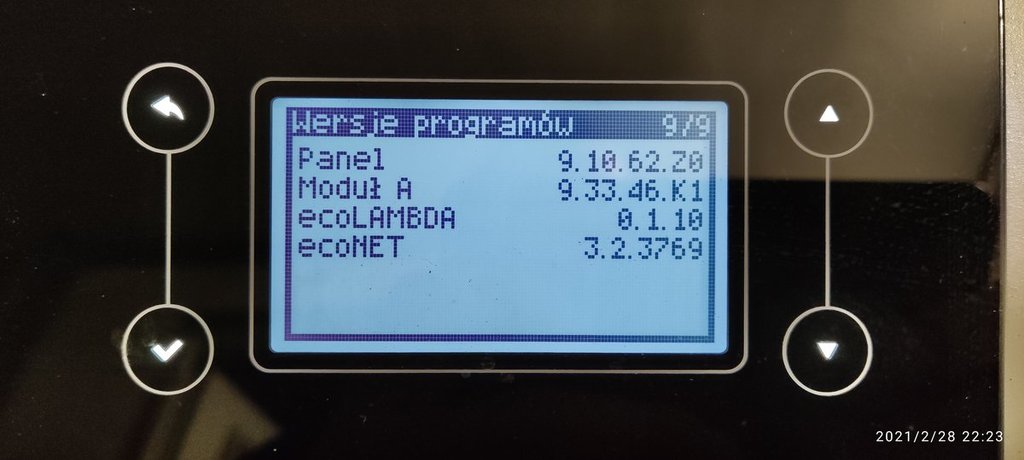 Wersje programów 9/9
Panel 9.10.62.Z0
Moduł A 9.33.46.K1
ecoLAMBDA 0.1.10
ecoNET 3.2.3769
2021/2/28 22:23